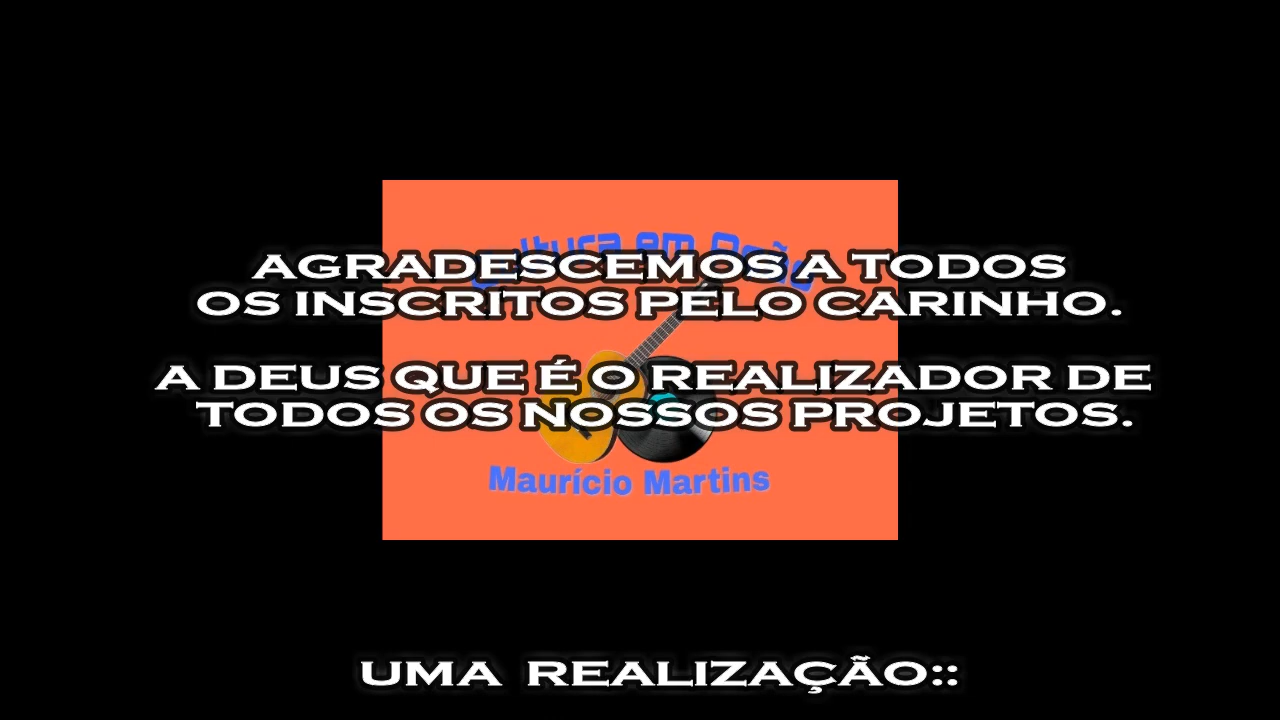 AGRADESCEMOS A TODOS
OS INSCRITOS PELO CARINHO.
A DEUS QUE É O REALIZADOR DE
TODOS OS NOSSOS PROJETOS.
Maurício Martins
UMA REALIZAÇÃO::